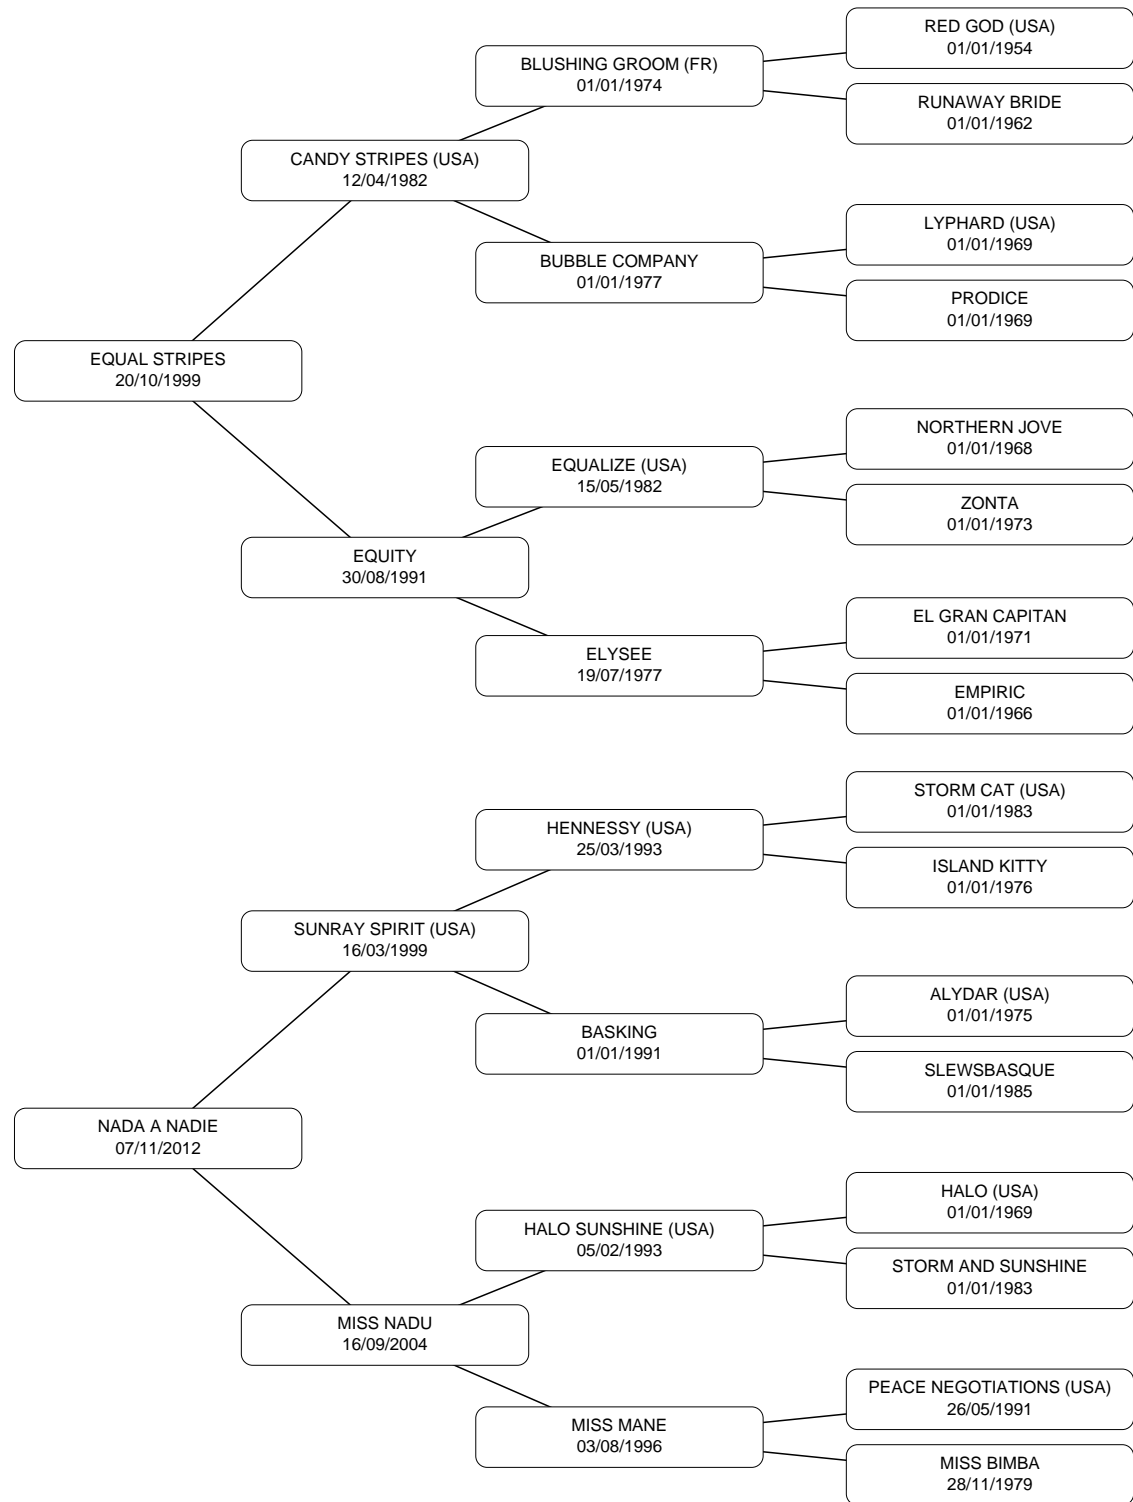 RED GOD (USA)
01/01/1954
BLUSHING GROOM (FR)
01/01/1974
RUNAWAY BRIDE
01/01/1962
CANDY STRIPES (USA)
12/04/1982
LYPHARD (USA)
01/01/1969
BUBBLE COMPANY
01/01/1977
PRODICE
01/01/1969
EQUAL STRIPES
20/10/1999
NORTHERN JOVE
01/01/1968
EQUALIZE (USA)
15/05/1982
ZONTA
01/01/1973
EQUITY
30/08/1991
EL GRAN CAPITAN
01/01/1971
ELYSEE
19/07/1977
EMPIRIC
01/01/1966
STORM CAT (USA)
01/01/1983
HENNESSY (USA)
25/03/1993
ISLAND KITTY
01/01/1976
SUNRAY SPIRIT (USA)
16/03/1999
ALYDAR (USA)
01/01/1975
BASKING
01/01/1991
SLEWSBASQUE
01/01/1985
NADA A NADIE
07/11/2012
HALO (USA)
01/01/1969
HALO SUNSHINE (USA)
05/02/1993
STORM AND SUNSHINE
01/01/1983
MISS NADU
16/09/2004
PEACE NEGOTIATIONS (USA)
26/05/1991
MISS MANE
03/08/1996
MISS BIMBA
28/11/1979